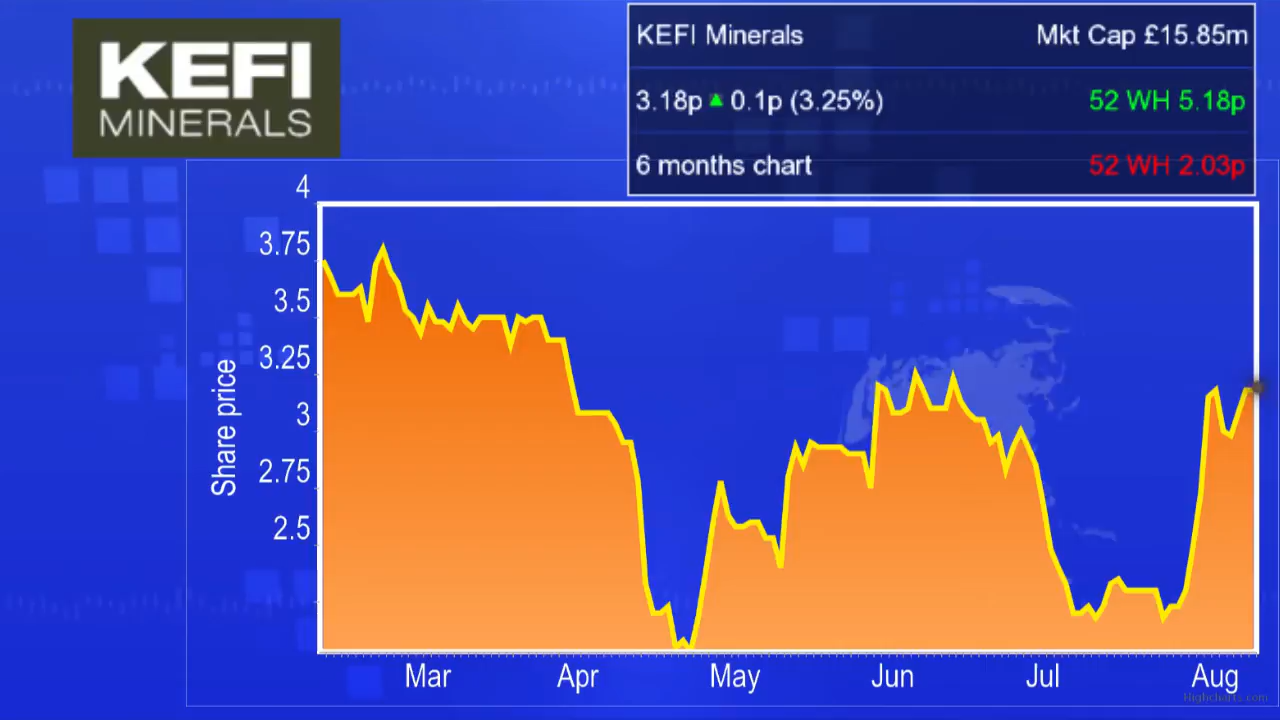 KEFI
MINERALS
KEFI Minerals Mkt Cap £15.85m
3.18p ▲ 0.1p (3.25%) 52 WH 5.18p
6 months chart 52 WH 2.03p
4
3.75
3.5
3.25
3
2.75
2.5
Share price
Mar Apr May Jun Jul Aug
Highcharts.com